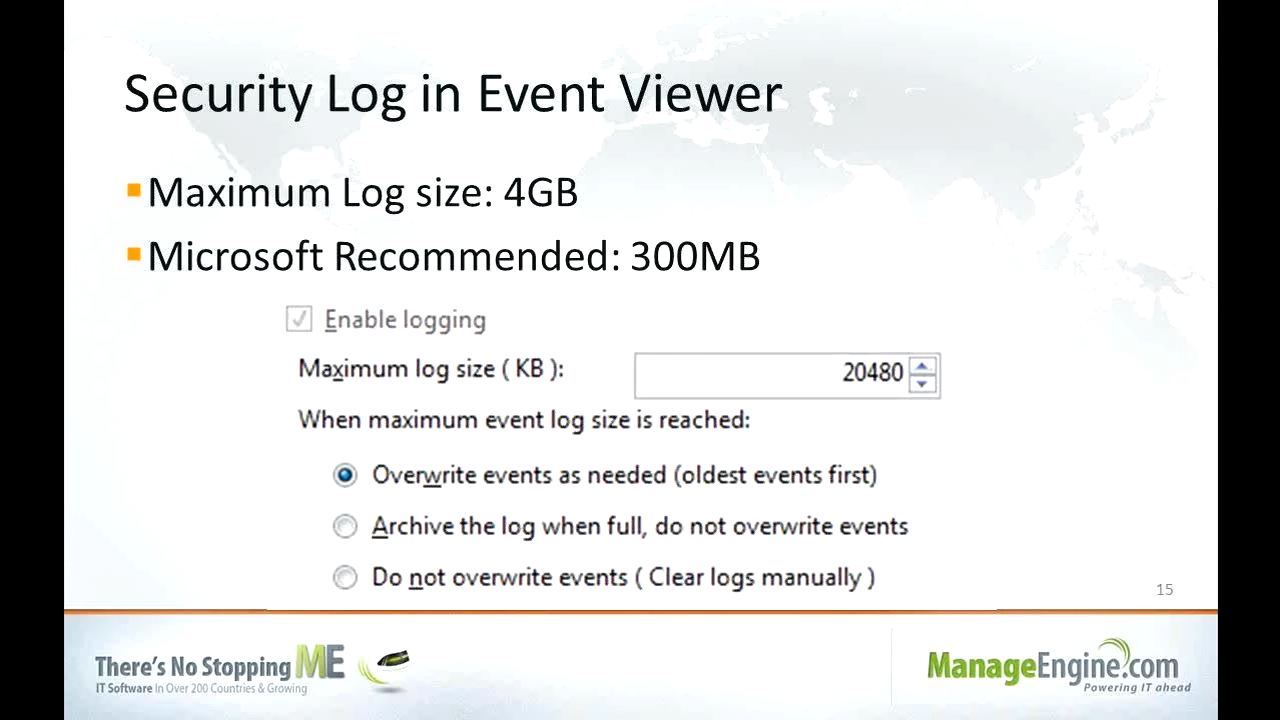 Security Log in Event Viewer
Maximum Log size: 4GB
Microsoft Recommended: 300MB
Enable logging
Maximum log size ( KB ): 20480
When maximum event log size is reached:
Overwrite events as needed (oldest events first)
Archive the log when full, do not overwrite events
Do not overwrite events ( Clear logs manually )
15
There's No Stopping ME
IT Software In Over 200 Countries & Growing
ManageEngine.com
Powering IT ahead